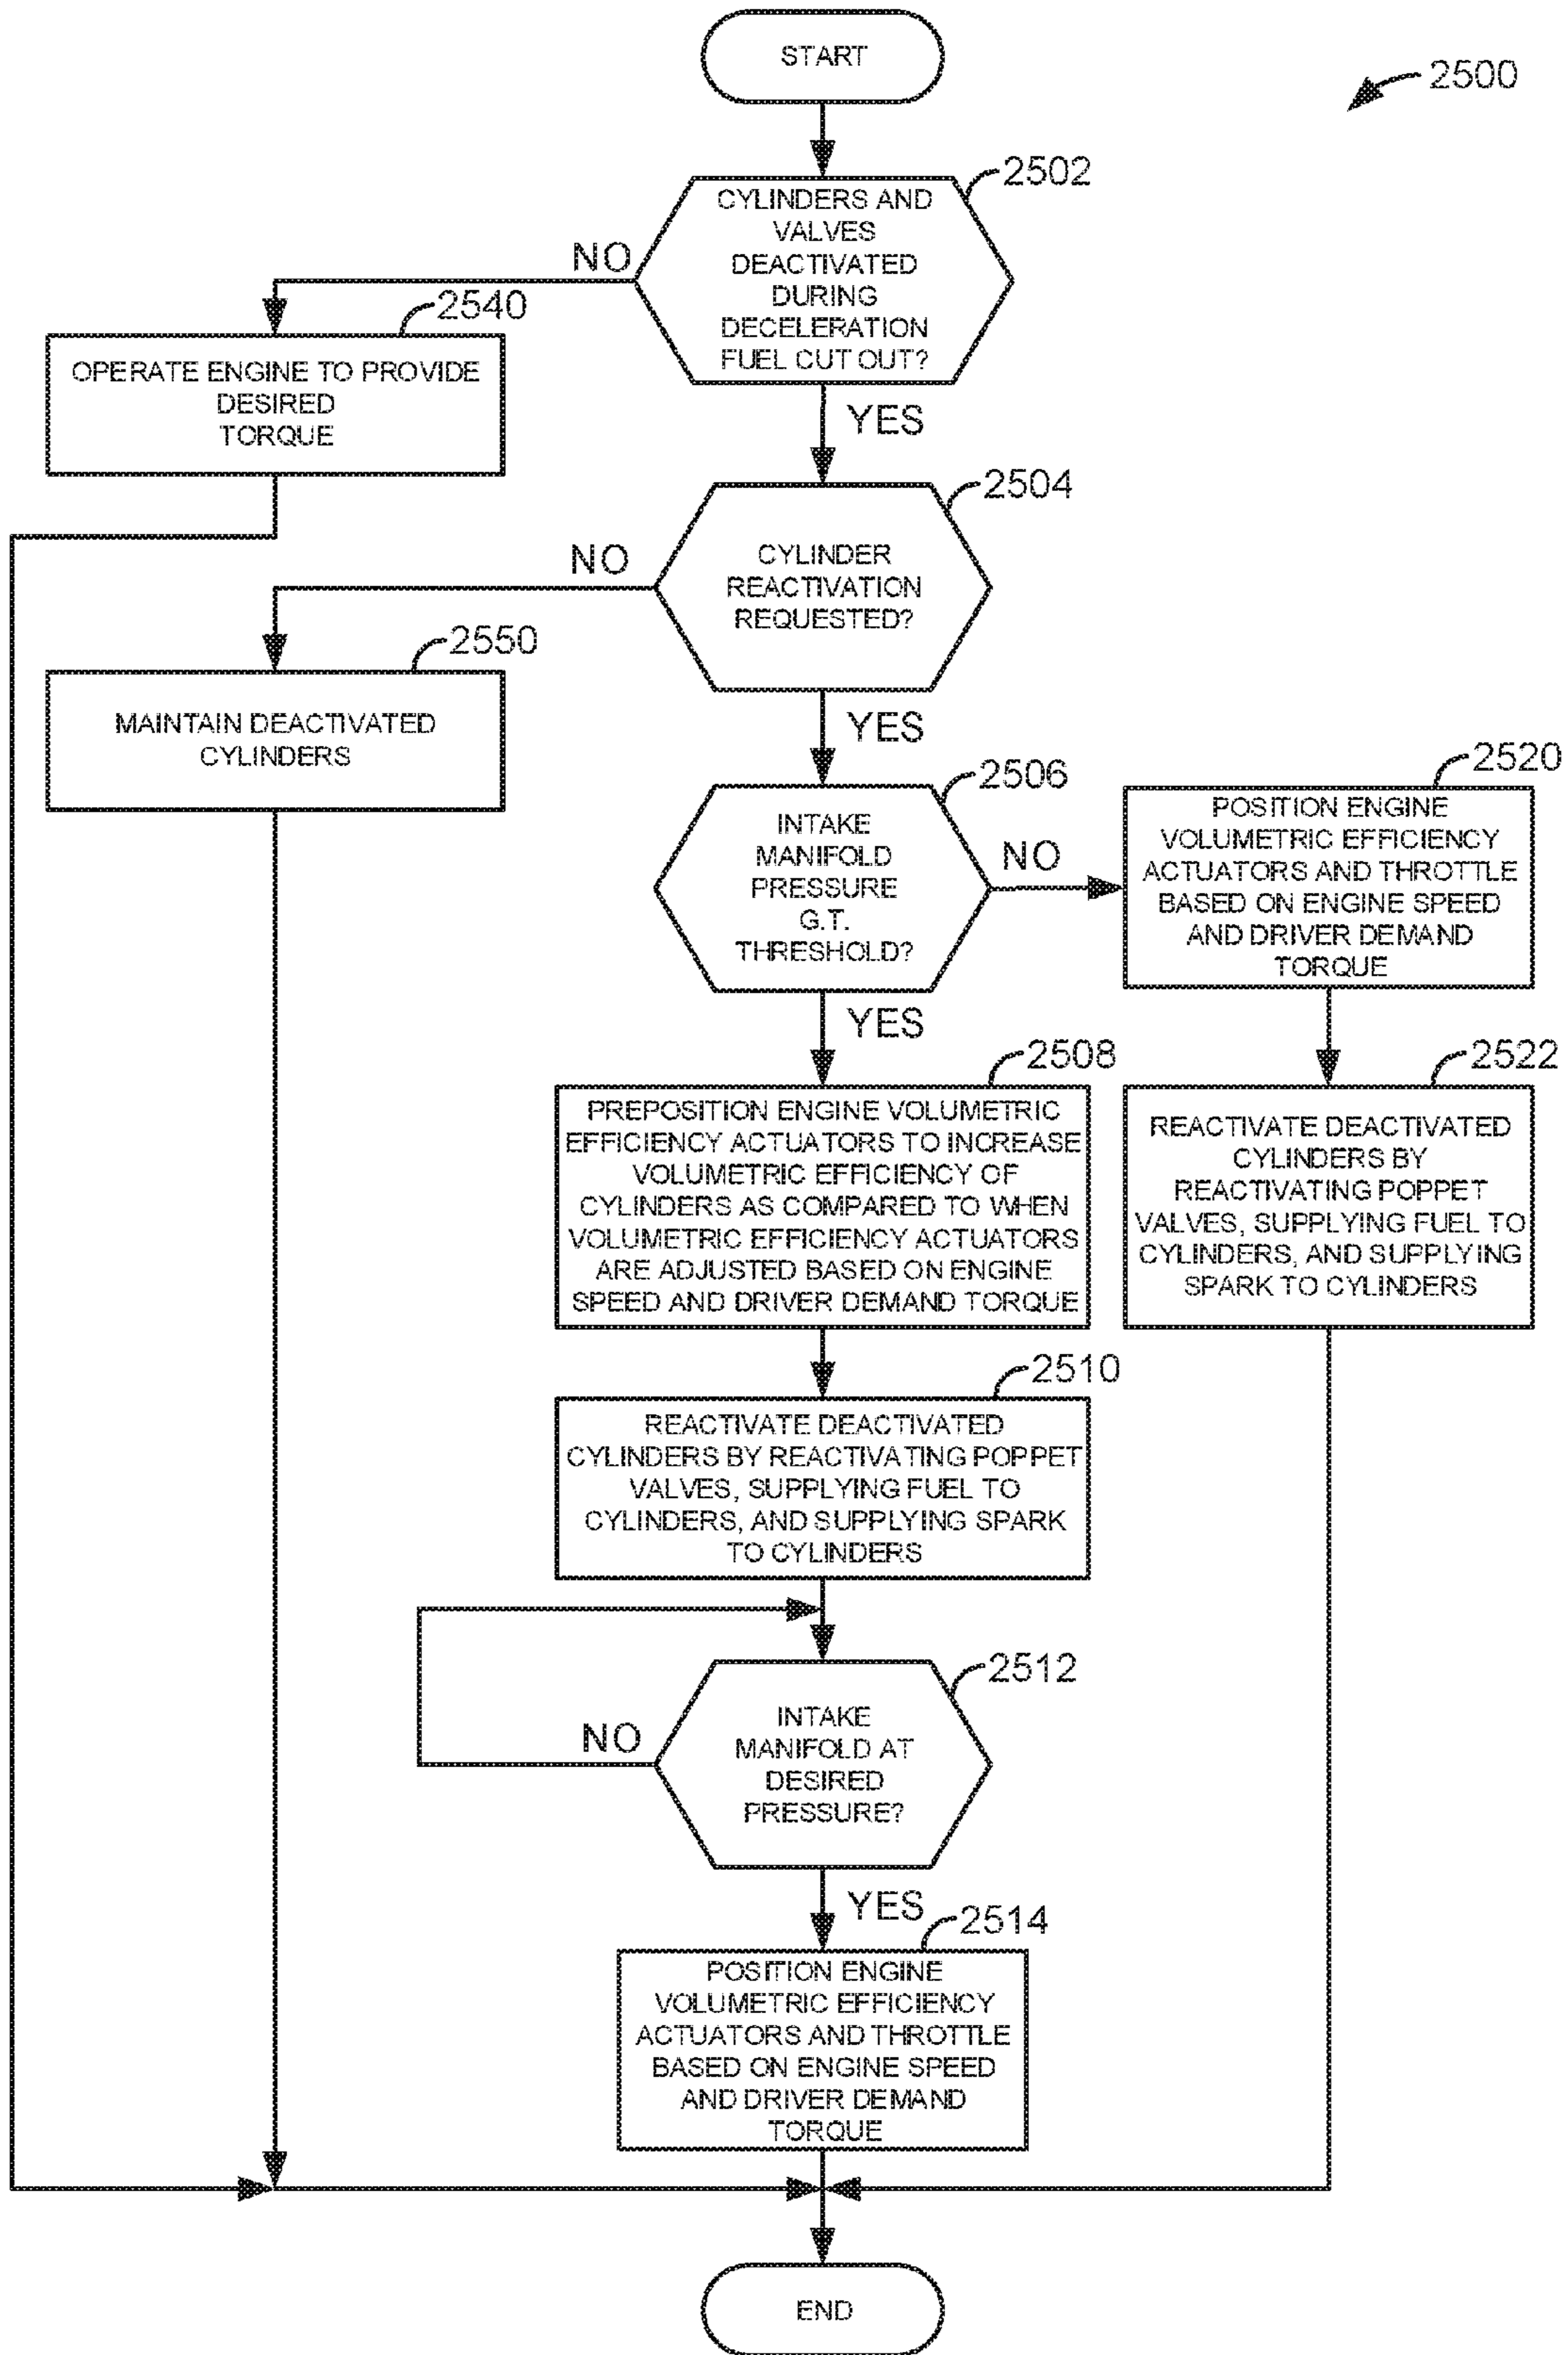 START
2500
2502
CYLINDERS AND
VALVES
DEACTIVATED
DURING
DECELERATION
FUEL CUT OUT?
NO
2540
OPERATE ENGINE TO PROVIDE
DESIRED
TORQUE
YES
2504
CYLINDER
REACTIVATION
REQUESTED?
NO
2550
MAINTAIN DEACTIVATED
CYLINDERS
YES
2506
INTAKE
MANIFOLD
PRESSURE
G.T.
THRESHOLD?
NO
2520
POSITION ENGINE
VOLUMETRIC EFFICIENCY
ACTUATORS AND THROTTLE
BASED ON ENGINE SPEED
AND DRIVER DEMAND
TORQUE
YES
2508
PREPOSITION ENGINE VOLUMETRIC
EFFICIENCY ACTUATORS TO INCREASE
VOLUMETRIC EFFICIENCY OF
CYLINDERS AS COMPARED TO WHEN
VOLUMETRIC EFFICIENCY ACTUATORS
ARE ADJUSTED BASED ON ENGINE
SPEED AND DRIVER DEMAND TORQUE
2522
REACTIVATE DEACTIVATED
CYLINDERS BY
REACTIVATING POPPET
VALVES, SUPPLYING FUEL TO
CYLINDERS, AND SUPPLYING
SPARK TO CYLINDERS
2510
REACTIVATE DEACTIVATED
CYLINDERS BY REACTIVATING POPPET
VALVES, SUPPLYING FUEL TO
CYLINDERS, AND SUPPLYING SPARK
TO CYLINDERS
2512
INTAKE
MANIFOLD AT
DESIRED
PRESSURE?
NO
YES
2514
POSITION ENGINE
VOLUMETRIC EFFICIENCY
ACTUATORS AND THROTTLE
BASED ON ENGINE SPEED
AND DRIVER DEMAND
TORQUE
END